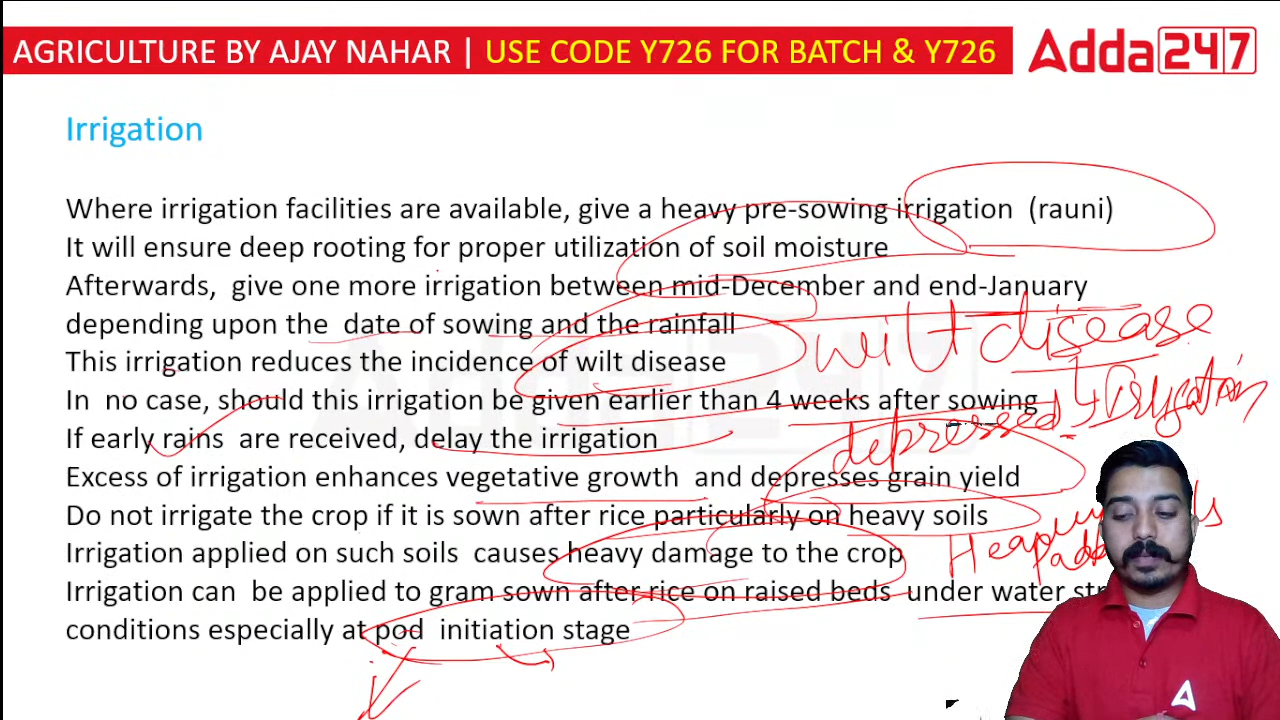 AGRICULTURE BY AJAY NAHAR | USE CODE Y726 FOR BATCH & Y726
Adda247
Irrigation
Where irrigation facilities are available, give a heavy pre-sowing irrigation (rauni)
It will ensure deep rooting for proper utilization of soil moisture
Afterwards, give one more irrigation between mid-December and end-January
depending upon the date of sowing and the rainfall
This irrigation reduces the incidence of wilt disease
wilt disease
In no case, should this irrigation be given earlier than 4 weeks after sowing
Irrigation
If early rains are received, delay the irrigation
depressed
Excess of irrigation enhances vegetative growth and depresses grain yield
Do not irrigate the crop if it is sown after rice particularly on heavy soils
Irrigation applied on such soils causes heavy damage to the crop
Irrigation can be applied to gram sown after rice on raised beds under water
conditions especially at pod initiation stage